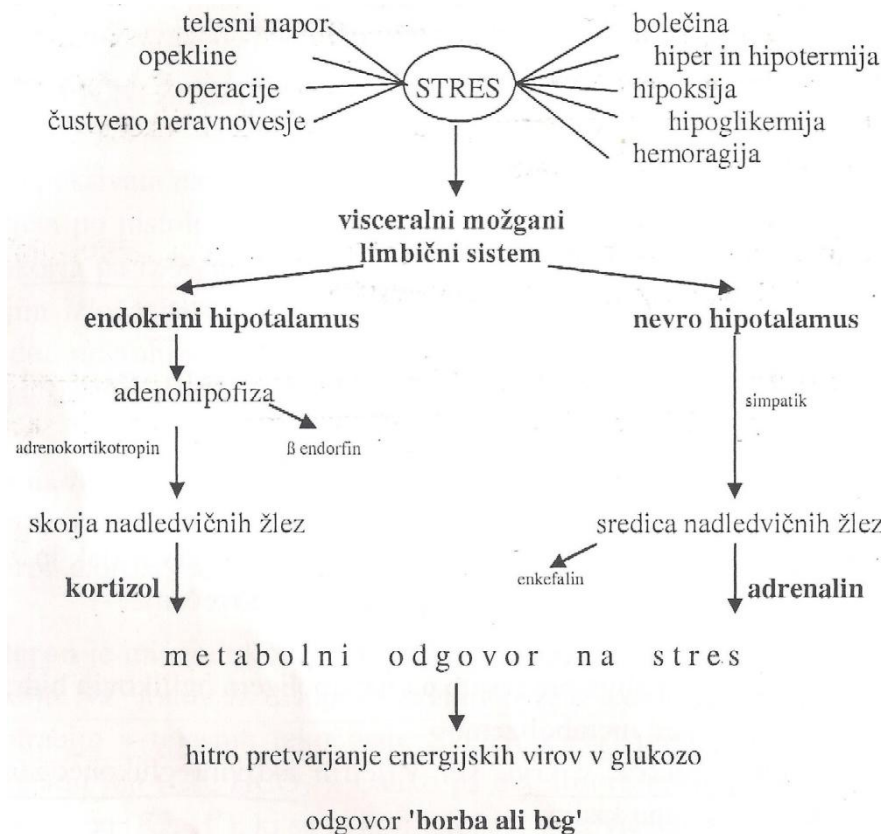 telesni napor
opekline
operacije
čustveno neravnovesje
STRES
bolečina
hiper in hipotermija
hipoksija
hipoglikemija
hemoragija
visceralni možgani
limbični sistem
endokrini hipotalamus
nevro hipotalamus
adenohipofiza
simpatik
adrenokortikotropin
ß endorfin
skorja nadledvičnih žlez
sredica nadledvičnih žlez
enkefalin
kortizol
adrenalin
metabolni odgovor na stres
hitro pretvarjanje energijskih virov v glukozo
odgovor 'borba ali beg'